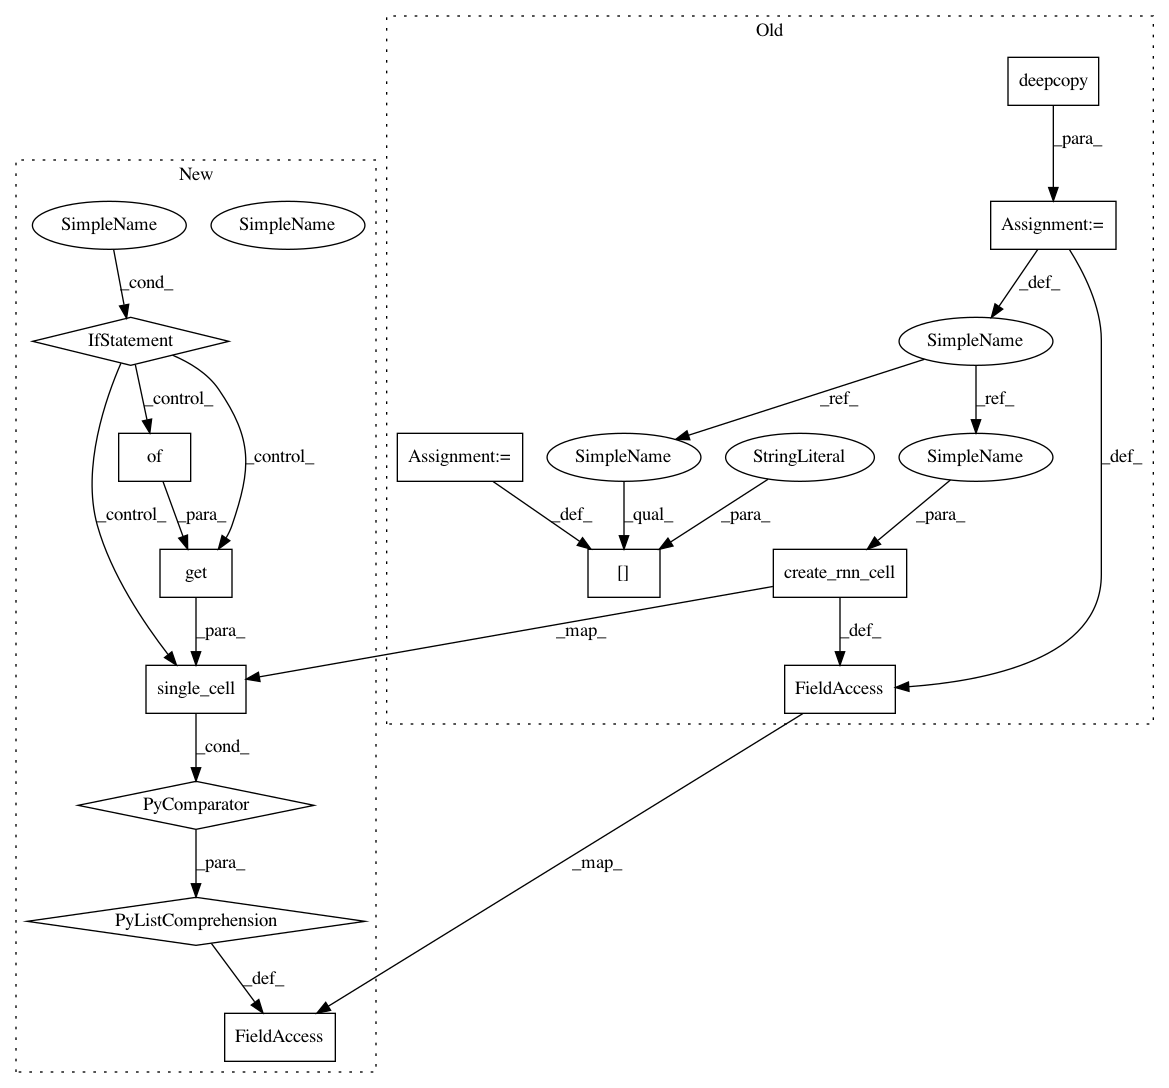 Old
deepcopy
_para_
New
SimpleName
SimpleName
Assignment:=
_cond_
_def_
IfStatement
SimpleName
_control_
_ref_
_ref_
of
Assignment:=
SimpleName
StringLiteral
SimpleName
_control_
_def_
_control_
_para_
_def_
_qual_
_para_
_para_
get
[]
create_rnn_cell
_para_
_map_
_def_
single_cell
FieldAccess
_cond_
PyComparator
_para_
_map_
PyListComprehension
_def_
FieldAccess